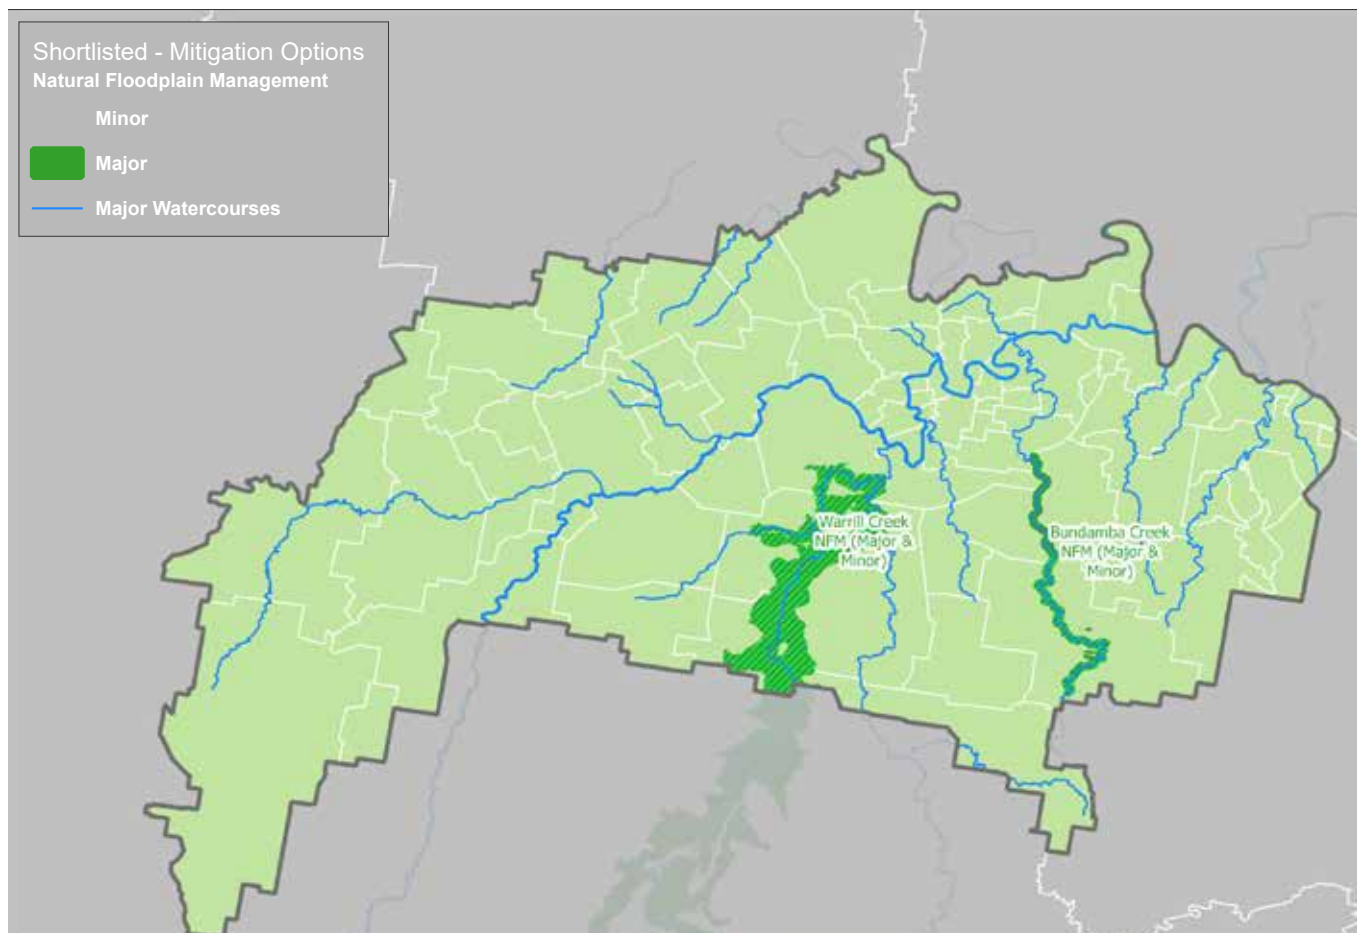 Shortlisted - Mitigation Options
Natural Floodplain Management
Minor
Major
Major Watercourses
Warrill Creek
NFM (Major &
Minor)
Bundamba Creek
NFM (Major &
Minor)